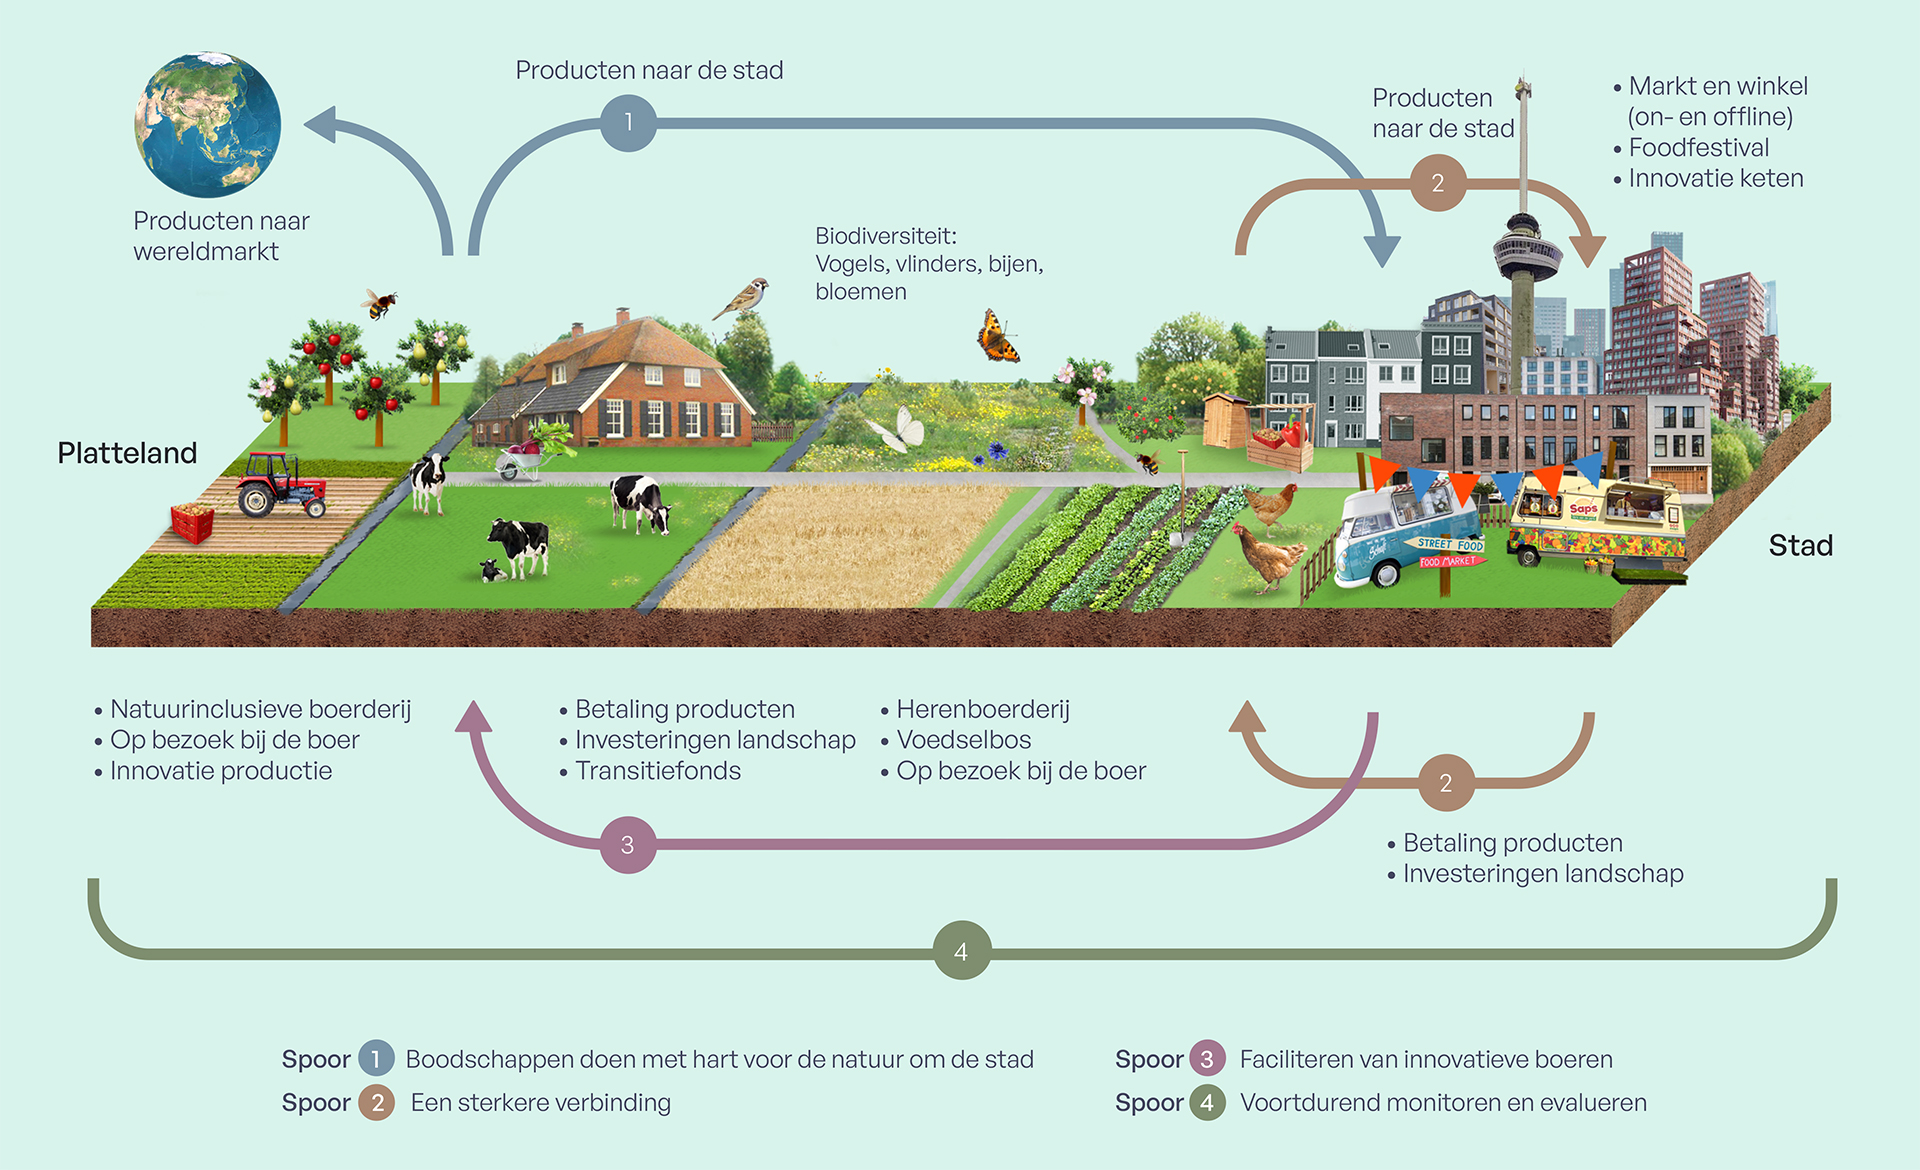 Producten naar de stad
1
Producten naar
wereldmarkt
Producten
naar de stad
2
• Markt en winkel
(on- en offline)
• Foodfestival
• Innovatie keten
Biodiversiteit:
Vogels, vlinders, bijen,
bloemen
Platteland
Stad
Saps
STREET FOOD
FOOD MARKET
• Natuurinclusieve boerderij
• Op bezoek bij de boer
• Innovatie productie
• Betaling producten
• Investeringen landschap
• Transitiefonds
• Herenboerderij
• Voedselbos
• Op bezoek bij de boer
2
3
• Betaling producten
• Investeringen landschap
4
Spoor 1 Boodschappen doen met hart voor de natuur om de stad
Spoor 2 Een sterkere verbinding
Spoor 3 Faciliteren van innovatieve boeren
Spoor 4 Voortdurend monitoren en evalueren